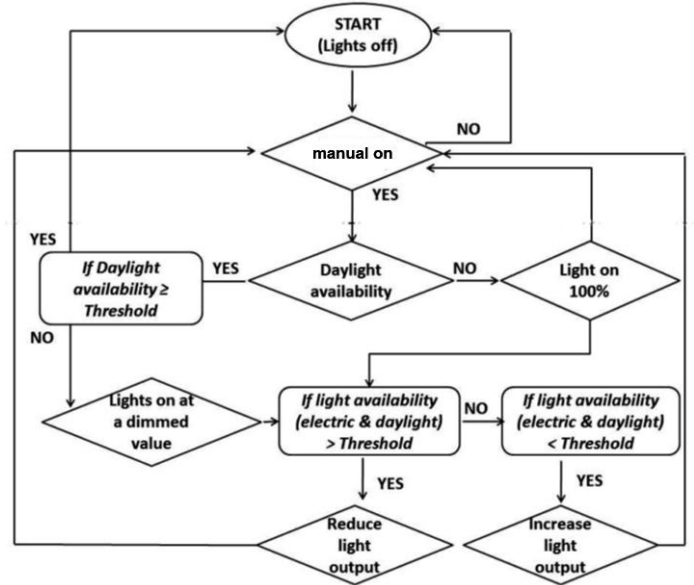 START
(Lights off)
NO
manual on
YES
YES
If Daylight
availability ≥
Threshold
YES
Daylight
availability
NO
Light on
100%
NO
Lights on at
a dimmed
value
If light availability
(electric & daylight)
> Threshold
NO
If light availability
(electric & daylight)
< Threshold
YES
YES
Reduce
light
output
Increase
light
output